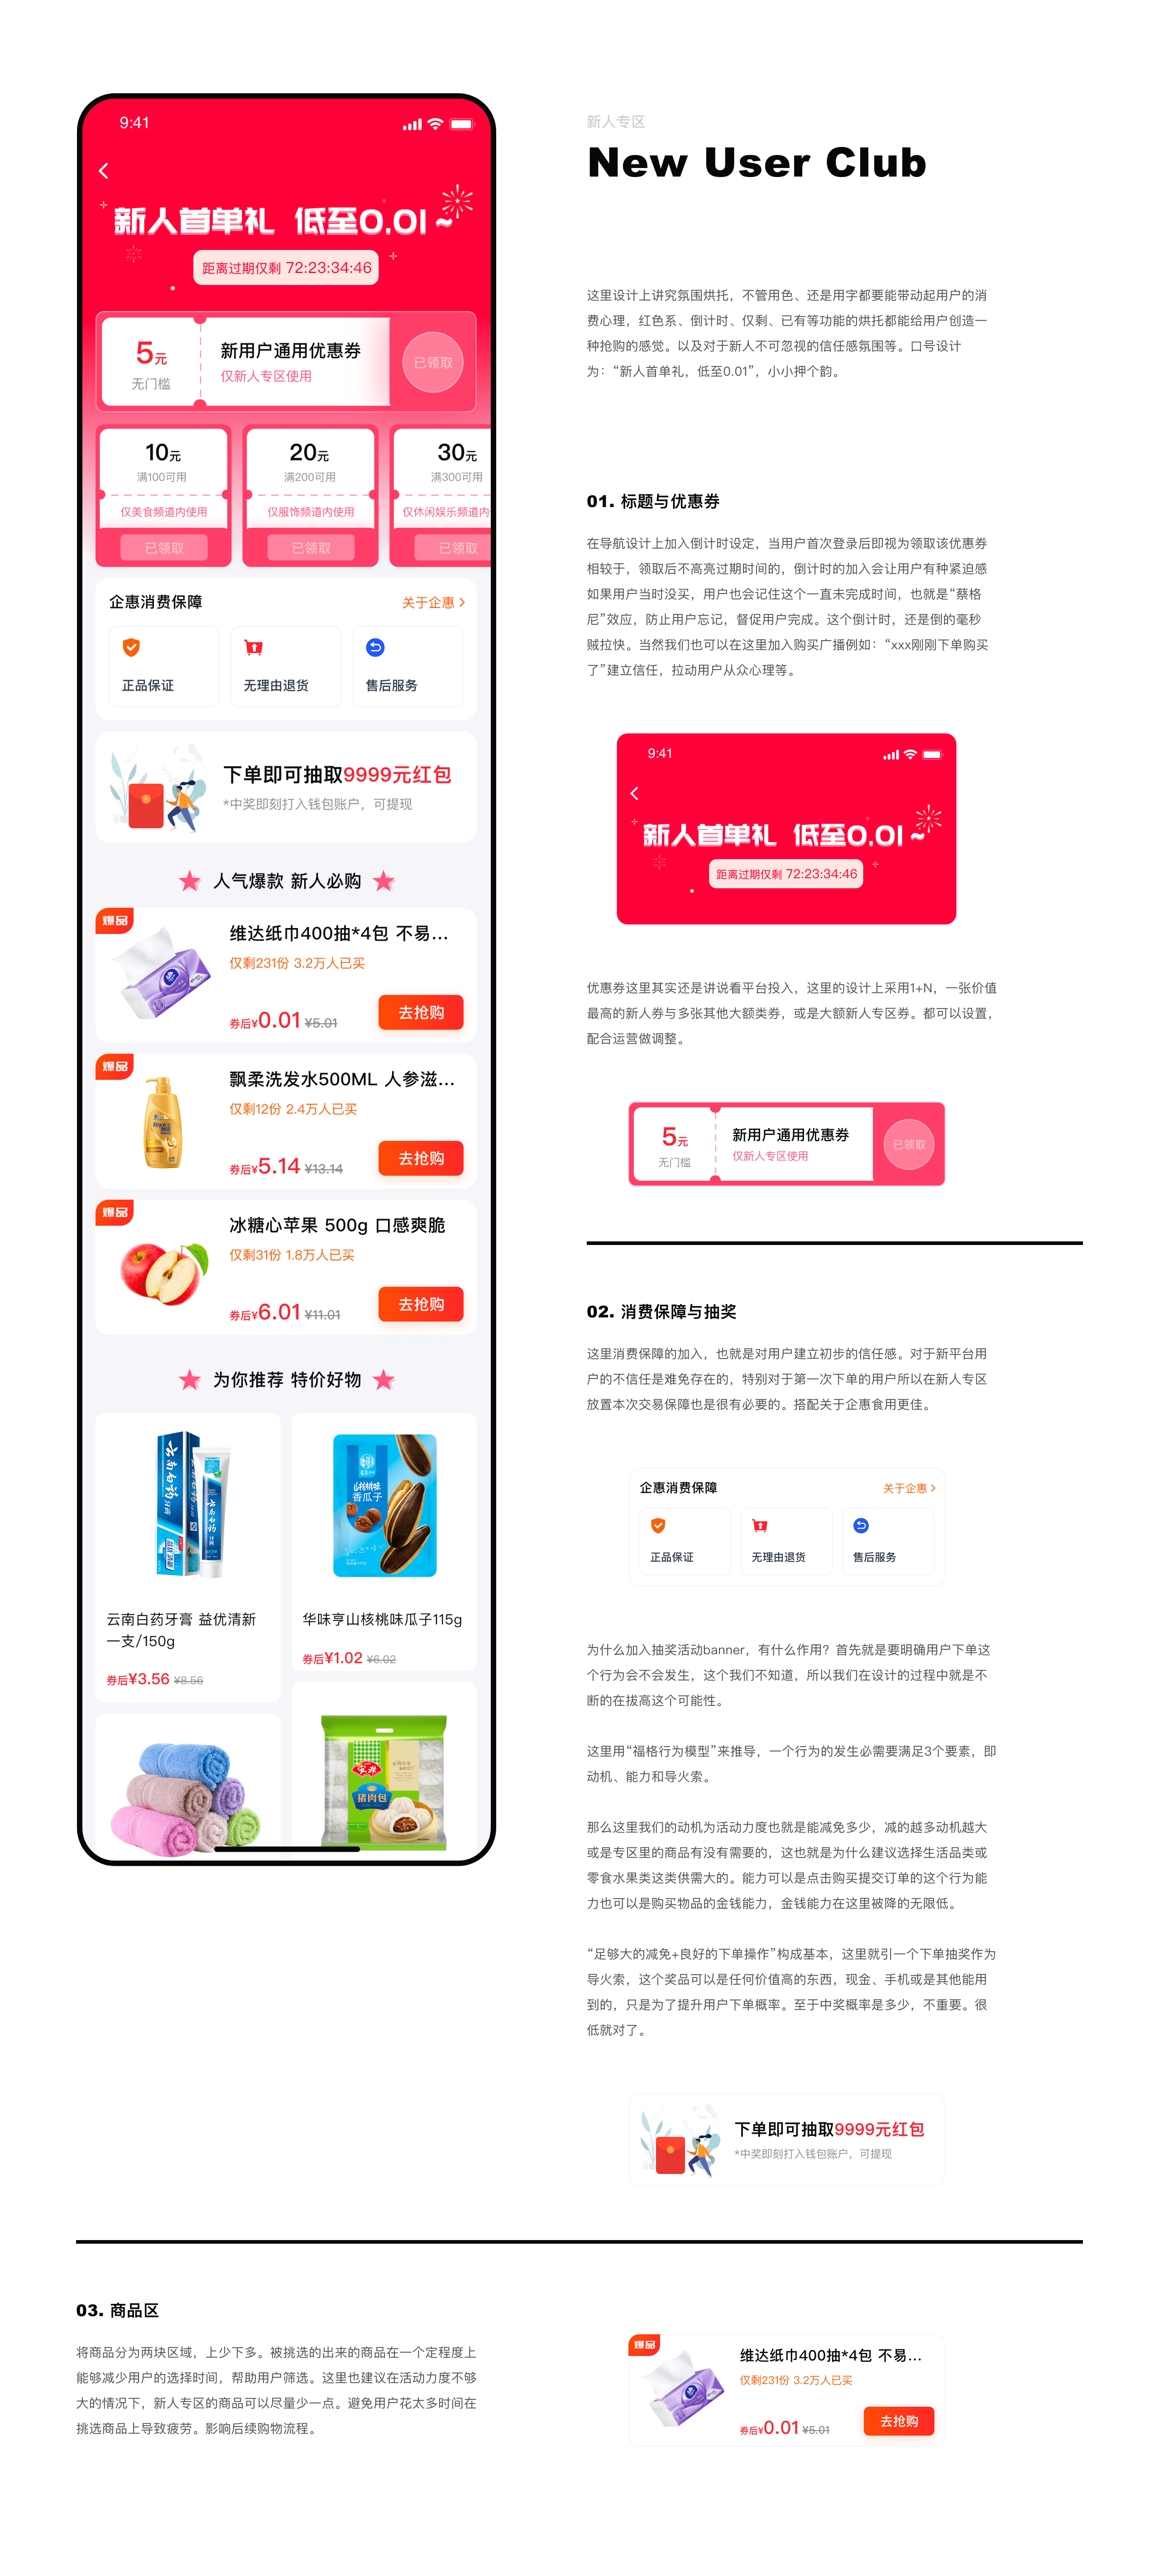 9:41
新人首单礼 低至0.01~
距离过期仅剩 72:23:34:46
5元
无门槛
新用户通用优惠券
仅新人专区使用
已领取
10元
满100可用
仅美食频道内使用
已领取
20元
满200可用
仅服饰频道内使用
已领取
30元
满300可用
仅休闲娱乐频道内
已领取
企惠消费保障
关于企惠
正品保证
无理由退货
售后服务
下单即可抽取9999元红包
*中奖即刻打入钱包账户，可提现
人气爆款 新人必购
爆品
维达纸巾400抽*4包 不易...
仅剩231份 3.2万人已买
券后¥0.01 ¥5.01
去抢购
爆品
飘柔洗发水500ML 人参滋...
仅剩12份 2.4万人已买
券后¥5.14 ¥13.14
去抢购
爆品
冰糖心苹果 500g 口感爽脆
仅剩31份 1.8万人已买
券后¥6.01 ¥11.01
去抢购
为你推荐 特价好物
云南白药
云南白药
云南白药牙膏 益优清新
一支/150g
券后¥3.56 ¥8.56
山核桃味
香瓜子
华味亨山核桃味瓜子115g
券后¥1.02 ¥6.02
安井
猪肉包
新人专区
New User Club
这里设计上讲究氛围烘托，不管用色、还是用字都要能带动起用户的消
费心理，红色系、倒计时、仅剩、已有等功能的烘托都能给用户创造一
种抢购的感觉。以及对于新人不可忽视的信任感氛围等。口号设计
为：“新人首单礼，低至0.01”，小小押个韵。
01. 标题与优惠券
在导航设计上加入倒计时设定，当用户首次登录后即视为领取该优惠券
相较于，领取后不高亮过期时间的，倒计时的加入会让用户有种紧迫感
如果用户当时没买，用户也会记住这个一直未完成时间，也就是“蔡格
尼”效应，防止用户忘记，督促用户完成。这个倒计时，还是倒的毫秒
贼拉快。当然我们也可以在这里加入购买广播例如：“xxx刚刚下单购买
了”建立信任，拉动用户从众心理等。
9:41
新人首单礼 低至0.01~
距离过期仅剩 72:23:34:46
优惠券这里其实还是讲说看平台投入，这里的设计上采用1+N，一张价值
最高的新人券与多张其他大额类券，或是大额新人专区券。都可以设置，
配合运营做调整。
5元
无门槛
新用户通用优惠券
仅新人专区使用
已领取
02. 消费保障与抽奖
这里消费保障的加入，也就是对用户建立初步的信任感。对于新平台用
户的不信任是难免存在的，特别对于第一次下单的用户所以在新人专区
放置本次交易保障也是很有必要的。搭配关于企惠食用更佳。
企惠消费保障
关于企惠
正品保证
无理由退货
售后服务
为什么加入抽奖活动banner，有什么作用？首先就是要明确用户下单这
个行为会不会发生，这个我们不知道，所以我们在设计的过程中就是不
断的在拔高这个可能性。
这里用“福格行为模型”来推导，一个行为的发生必需要满足3个要素，即
动机、能力和导火索。
那么这里我们的动机为活动力度也就是能减免多少，减的越多动机越大
或是专区里的商品有没有需要的，这也就是为什么建议选择生活品类或
零食水果类这类供需大的。能力可以是点击购买提交订单的这个行为能
力也可以是购买物品的金钱能力，金钱能力在这里被降的无限低。
“足够大的减免+良好的下单操作”构成基本，这里就引一个下单抽奖作为
导火索，这个奖品可以是任何价值高的东西，现金、手机或是其他能用
到的，只是为了提升用户下单概率。至于中奖概率是多少，不重要。很
低就对了。
下单即可抽取9999元红包
*中奖即刻打入钱包账户，可提现
03. 商品区
将商品分为两块区域，上少下多。被挑选的出来的商品在一个定程度上
能够减少用户的选择时间，帮助用户筛选。这里也建议在活动力度不够
大的情况下，新人专区的商品可以尽量少一点。避免用户花太多时间在
挑选商品上导致疲劳。影响后续购物流程。
爆品
维达纸巾400抽*4包 不易...
仅剩231份 3.2万人已买
券后¥0.01 ¥5.01
去抢购